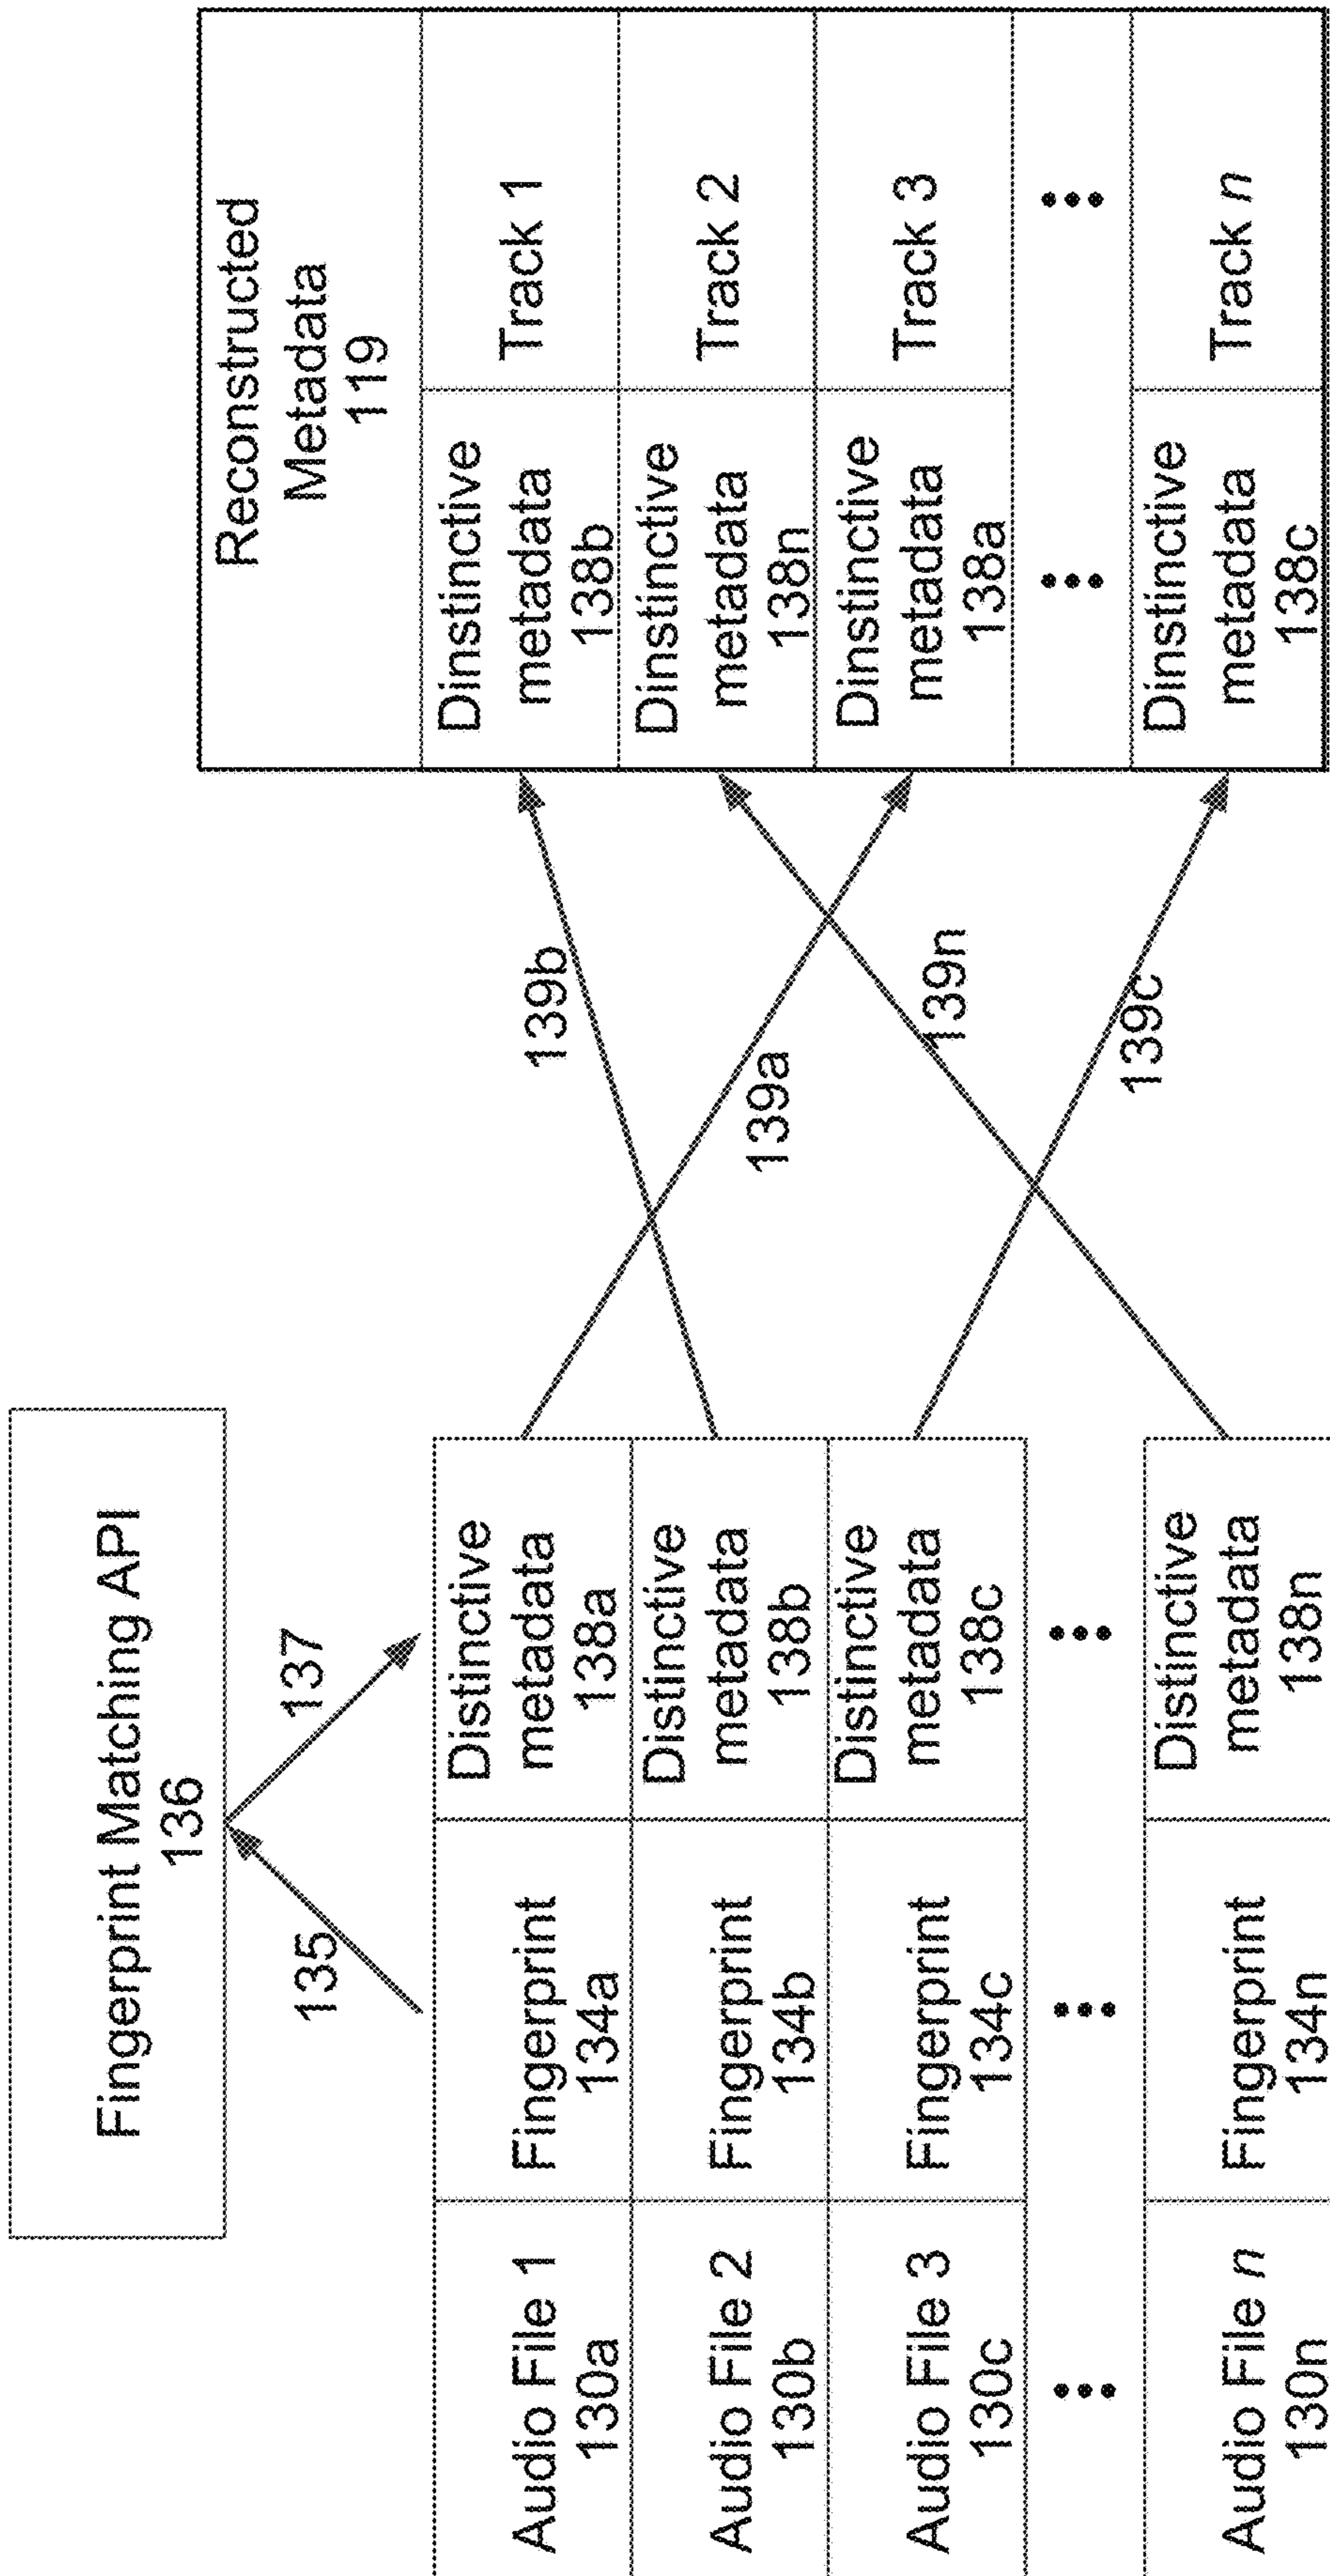 Fingerprint Matching API
136
135
137
Audio File 1
130a
Fingerprint
134a
Distinctive
metadata
138a
Audio File 2
130b
Fingerprint
134b
Distinctive
metadata
138b
Audio File 3
130c
Fingerprint
134c
Distinctive
metadata
138c
Audio File n
130n
Fingerprint
134n
Distinctive
metadata
138n
139b
139a
139n
139c
Reconstructed
Metadata
119
Dinstinctive
metadata
138b
Track 1
Dinstinctive
metadata
138n
Track 2
Dinstinctive
metadata
138a
Track 3
Dinstinctive
metadata
138c
Track n